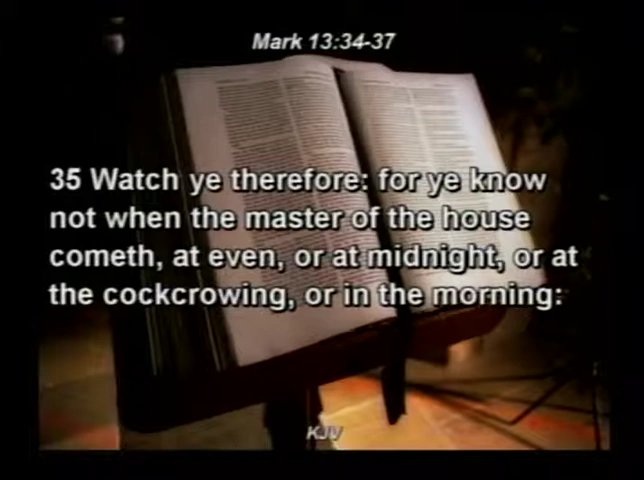 Mark 13:34-37
35 Watch ye therefore: for ye know
not when the master of the house
cometh, at even, or at midnight, or at
the cockcrowing, or in the morning:
KJV